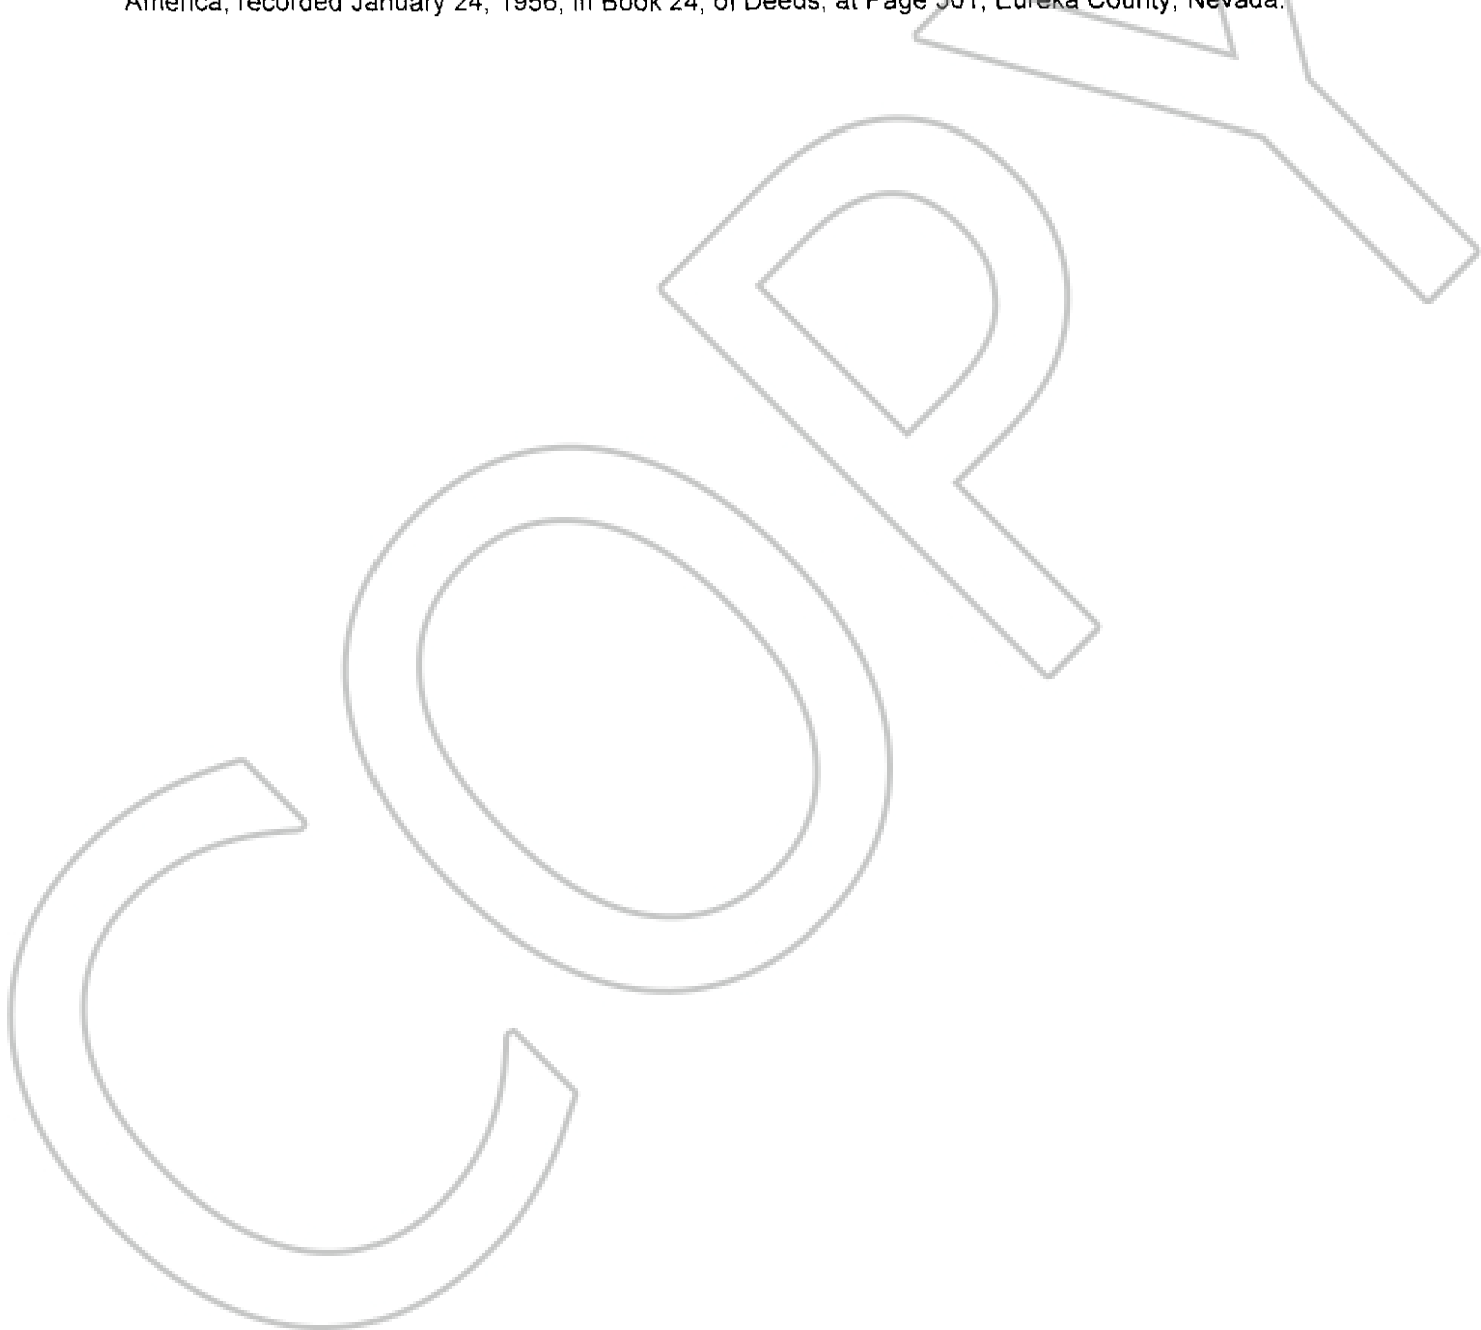 America, recorded January 24, 1956, in Book 24, of Deeds, at Page 301, Eureka County, Nevada.
COPY